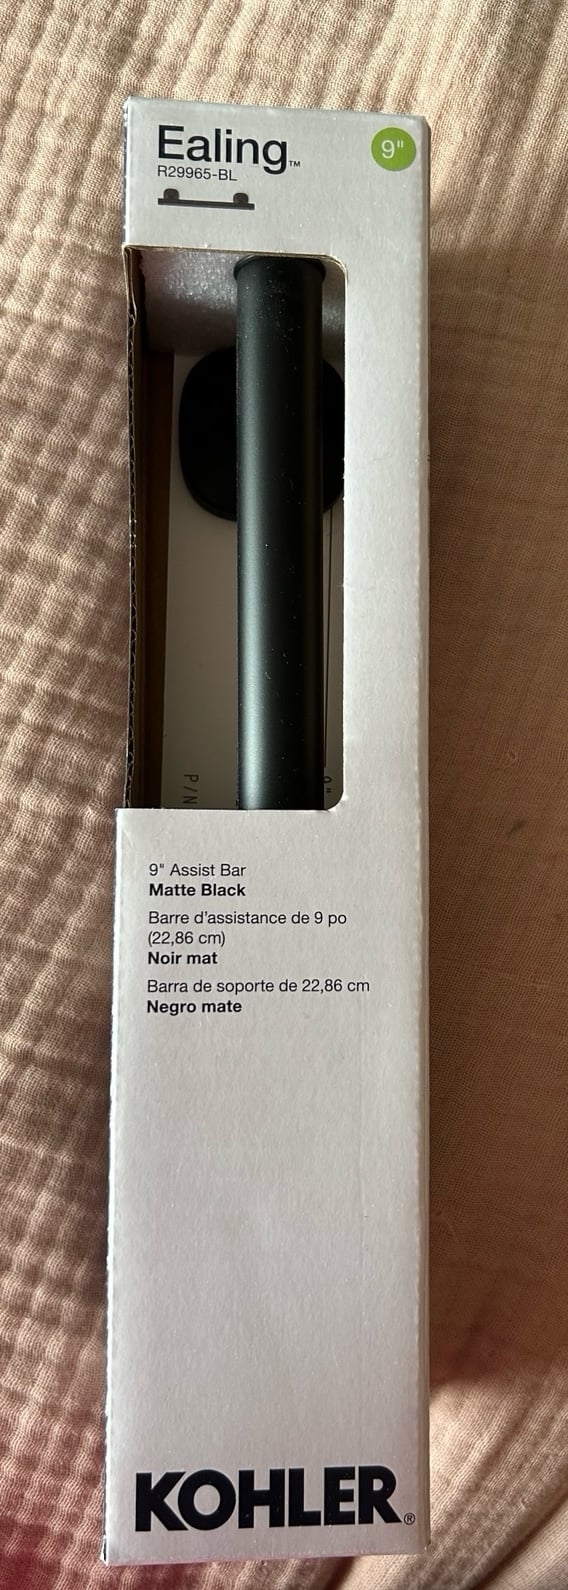 Ealing™
9"
R29965-BL
P/N
9" Assist Bar
Matte Black
Barre d'assistance de 9 po
(22,86 cm)
Noir mat
Barra de soporte de 22,86 cm
Negro mate
KOHLER®